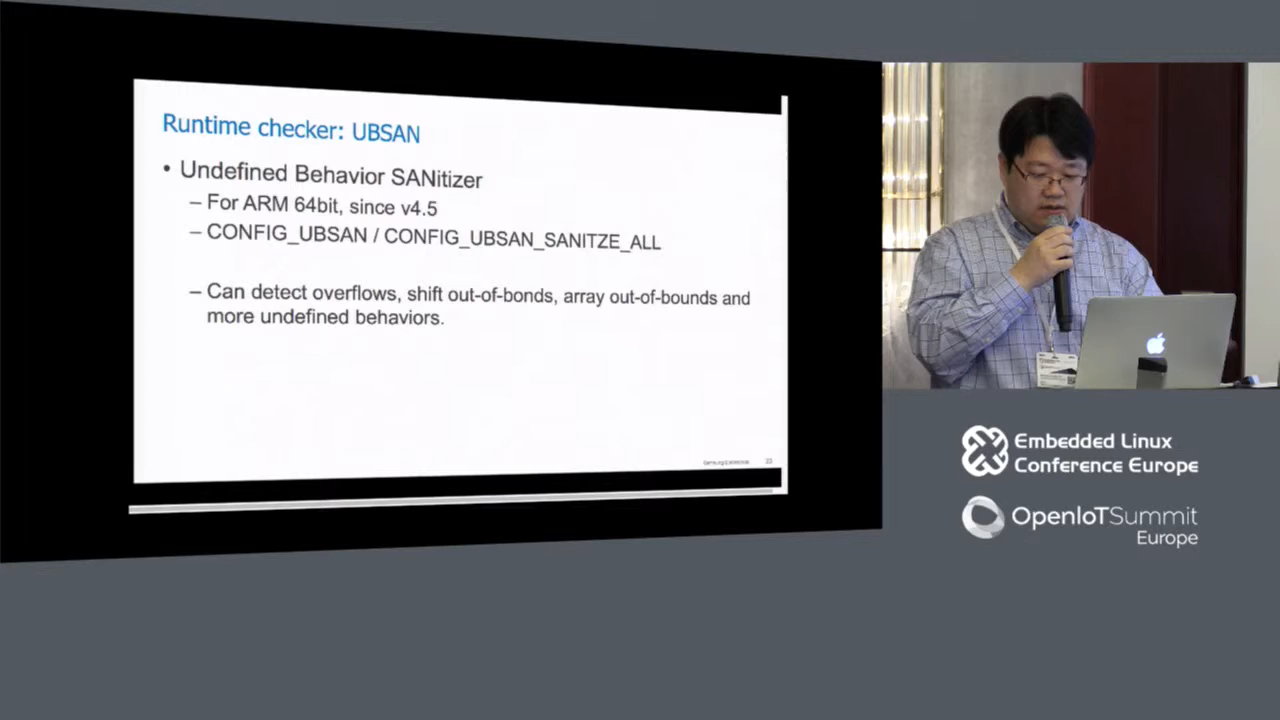 Runtime checker: UBSAN
• Undefined Behavior SANitizer
– For ARM 64bit, since v4.5
– CONFIG_UBSAN / CONFIG_UBSAN_SANITZE_ALL
– Can detect overflows, shift out-of-bonds, array out-of-bounds and
more undefined behaviors.
Embedded Linux
Conference Europe
OpenIoTSummit
Europe